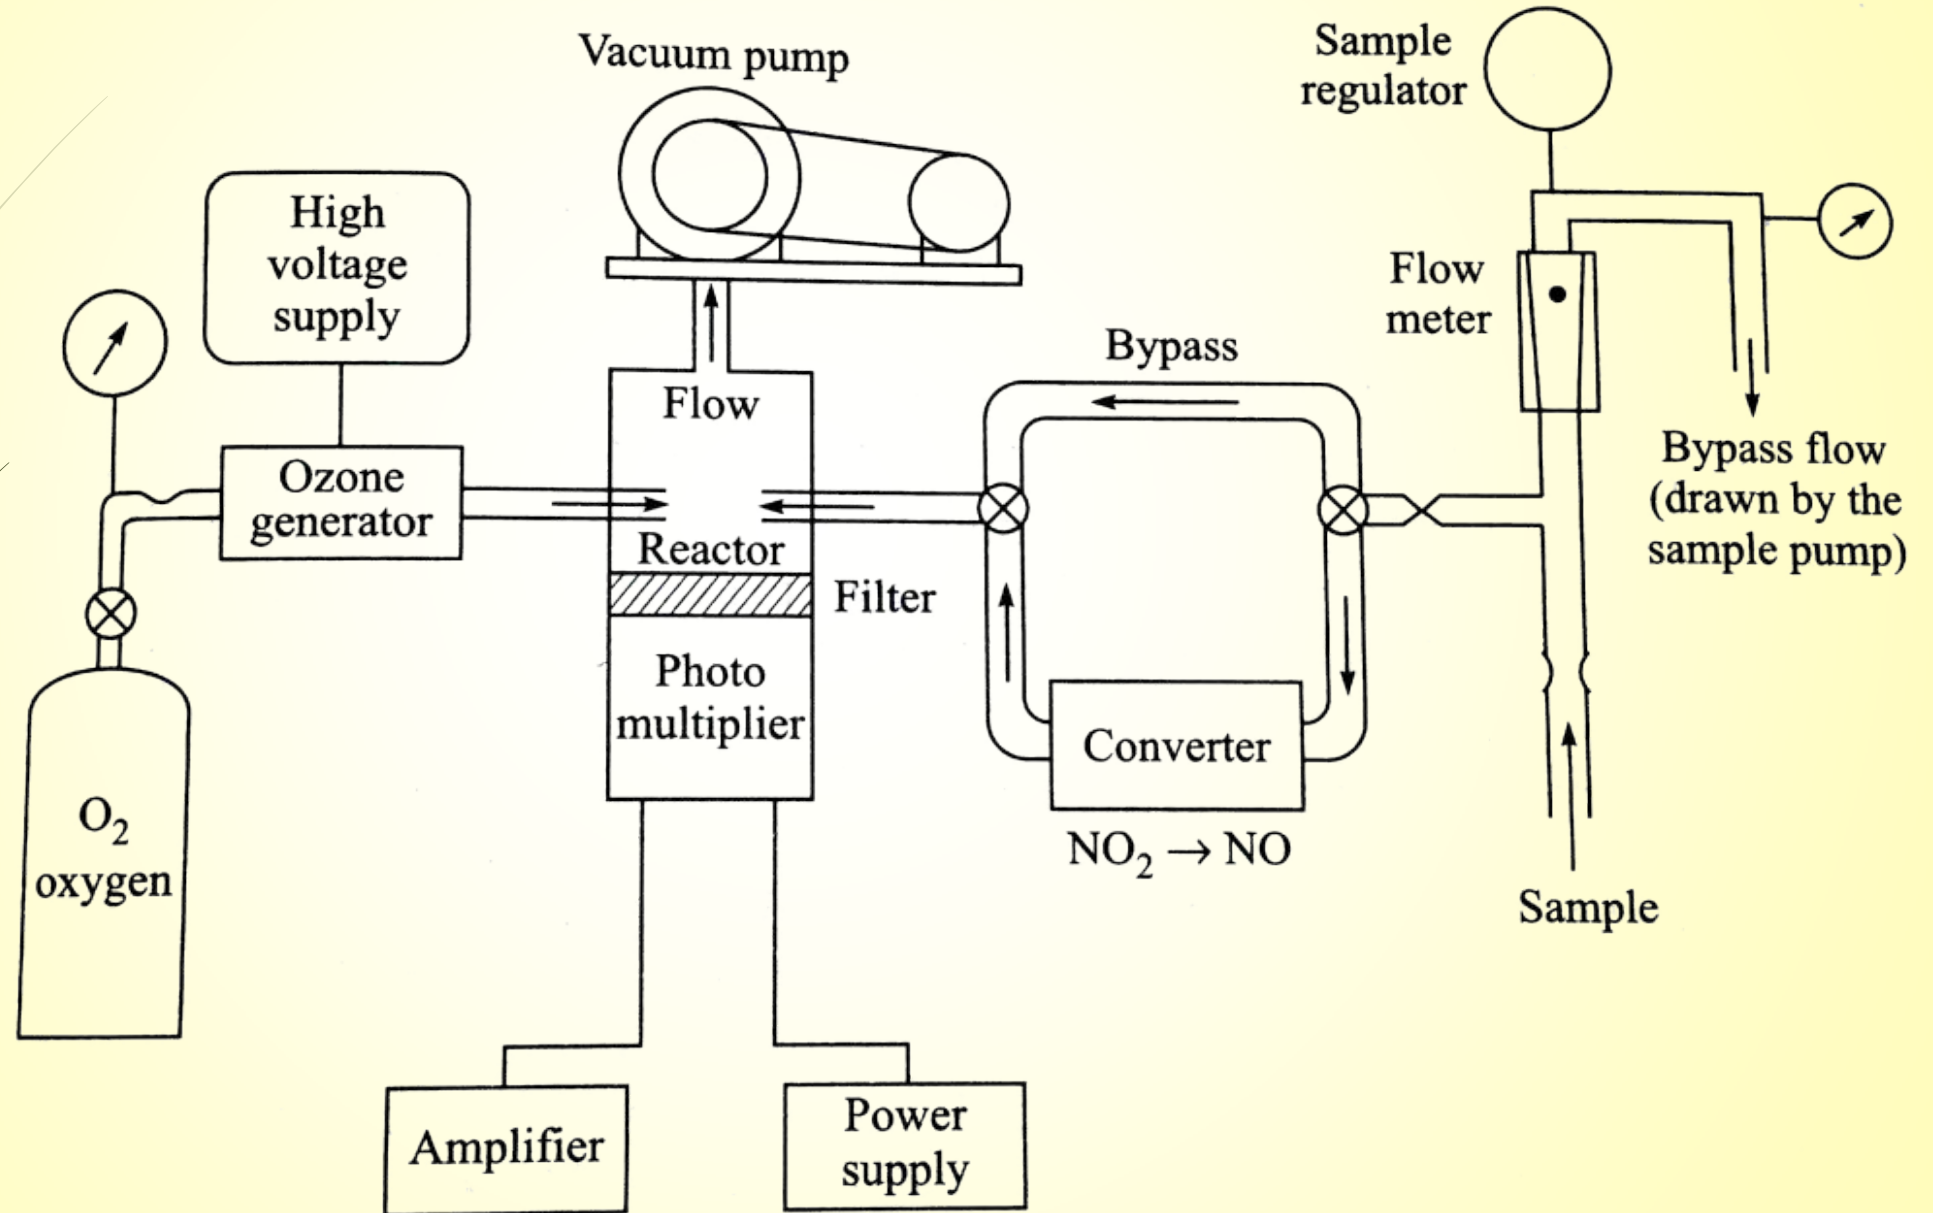 Vacuum pump
Sample
regulator
High
voltage
supply
Flow
meter
Bypass
Flow
Bypass flow
(drawn by the
sample pump)
Ozone
generator
Reactor
Filter
Photo
multiplier
Converter
NO₂ → NO
O₂
oxygen
Sample
Amplifier
Power
supply